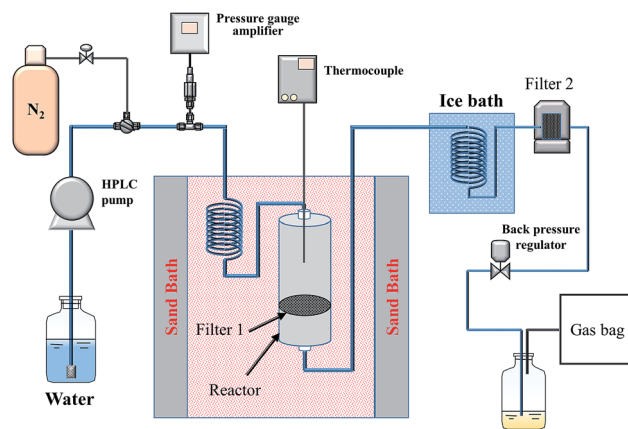 Pressure gauge
amplifier
Thermocouple
N₂
Ice bath
Filter 2
HPLC
pump
Back pressure
regulator
Sand Bath
Sand Bath
Filter 1
Reactor
Gas bag
Water